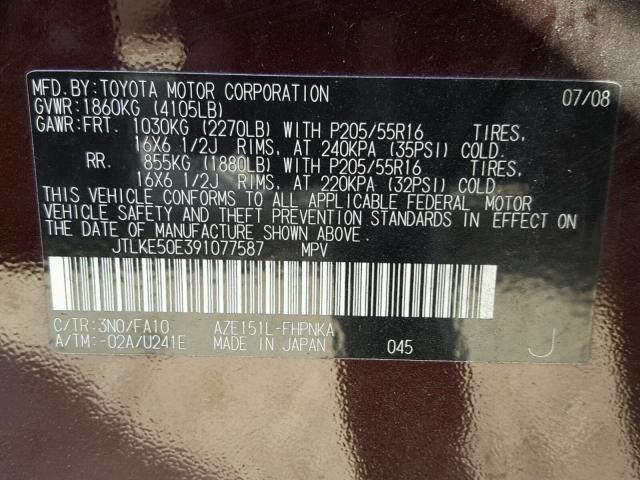 MFD.BY:TOYOTA MOTOR CORPORATION 07/08
GVWR:1860KG (4105LB)
GAWR:FRT. 1030KG (2270LB) WITH P205/55R16 TIRES,
16X6 1/2J RIMS, AT 240KPA (35PSI) COLD.
RR. 855KG (1880LB) WITH P205/55R16 TIRES,
16X6 1/2J RIMS, AT 220KPA (32PSI) COLD.
THIS VEHICLE CONFORMS TO ALL APPLICABLE FEDERAL MOTOR
VEHICLE SAFETY AND THEFT PREVENTION STANDARDS IN EFFECT ON
THE DATE OF MANUFACTURE SHOWN ABOVE.
JTLKE50E391077587 MPV
C/TR:3N0/FA10 AZE151L-FHPNKA
A/TM:-02A/U241E MADE IN JAPAN 045 J